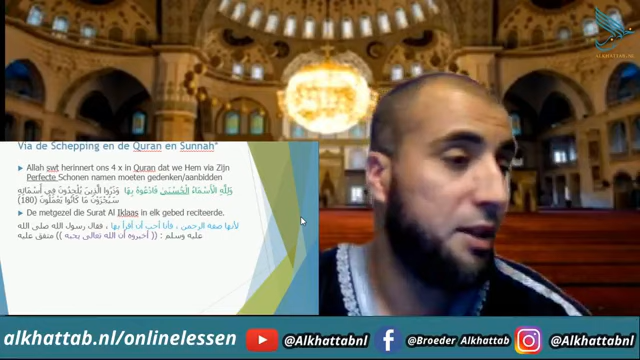 ALKHATTAB.NL
Via de Schepping en de Quran en Sunnah*
Allah swt herinnert ons 4 x in Quran dat we Hem via Zijn
Perfecte Schonen namen moeten gedenken/aanbidden
وَلِلَّهِ الْأَسْمَاءُ الْحُسْنَىٰ فَادْعُوهُ بِهَا وَذَرُوا الَّذِينَ يُلْحِدُونَ فِي أَسْمَائِهِ
سَيُجْزَوْنَ مَا كَانُوا يَعْمَلُونَ (180)
De metgezel die Surat Al Iklaas in elk gebed reciteerde.
لأنها صفة الرحمن ، فأنا أحب أن أقرأ بها ، فقال رسول الله صلى الله
عليه وسلم : (( أخبروه أن الله تعالى يحبه )) متفق عليه
alkhattab.nl/onlinelessen
@Alkhattabnl
@Broeder_Alkhattab
@Alkhattabnl